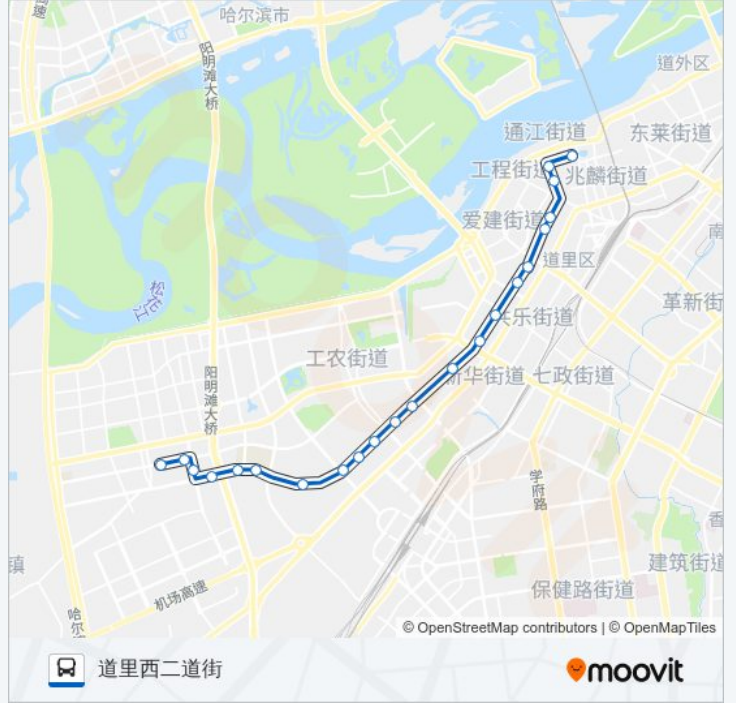 哈尔滨市
阳明滩大桥
道外区
通江街道
东莱街道
工程街道
兆麟街道
爱建街道
道里区
松花江
革新街
共乐街道
工农街道
新华街道
七政街道
阳明滩大桥
学府路
镇
香
建筑街道
机场高速
保健路街道
哈尔
© OpenStreetMap contributors | © OpenMapTiles
道里西二道街
moovit